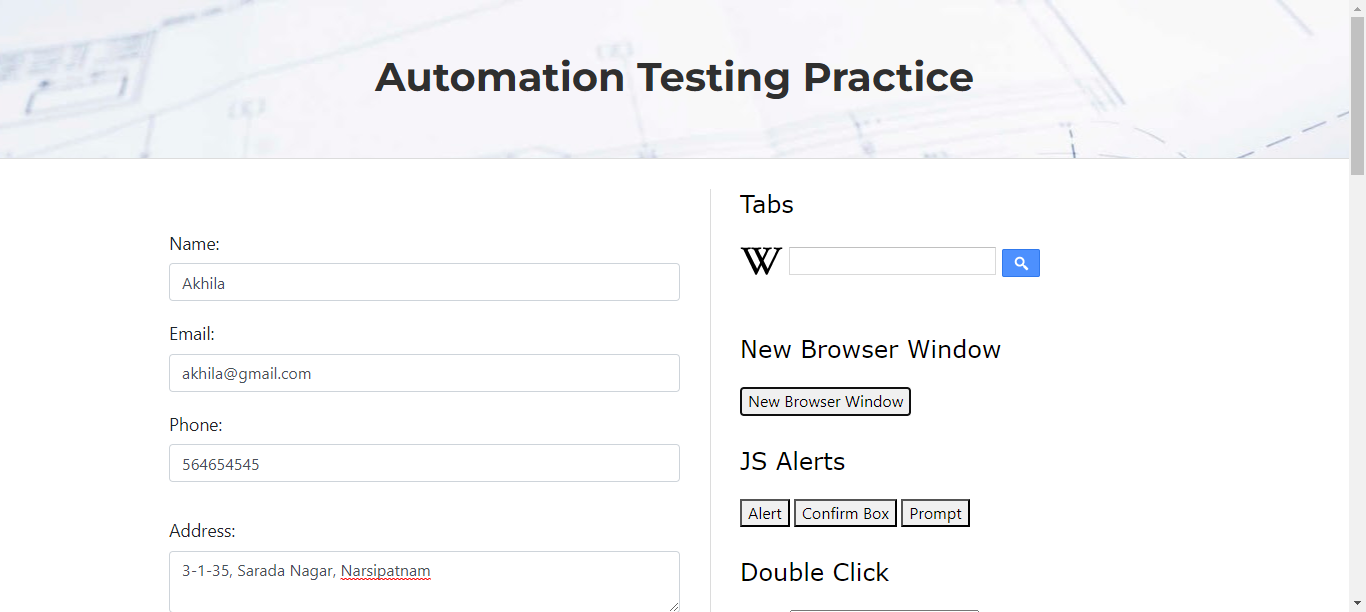 Automation Testing Practice
Name:
Akhila
Email:
akhila@gmail.com
Phone:
564654545
Address:
3-1-35, Sarada Nagar, Narsipatnam
Tabs
W
New Browser Window
New Browser Window
JS Alerts
Alert Confirm Box Prompt
Double Click